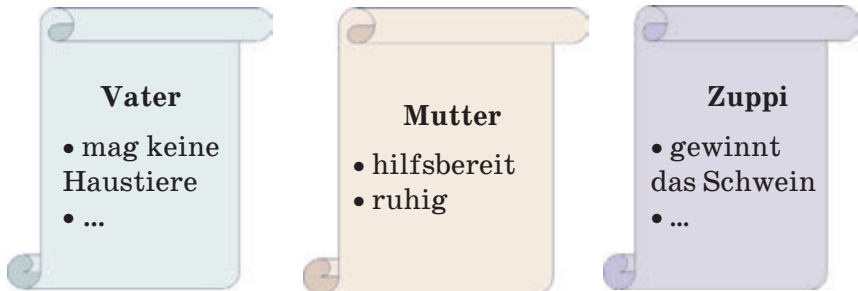 Vater
• mag keine
Haustiere
• ...
Mutter
• hilfsbereit
• ruhig
Zuppi
• gewinnt
das Schwein
• ...